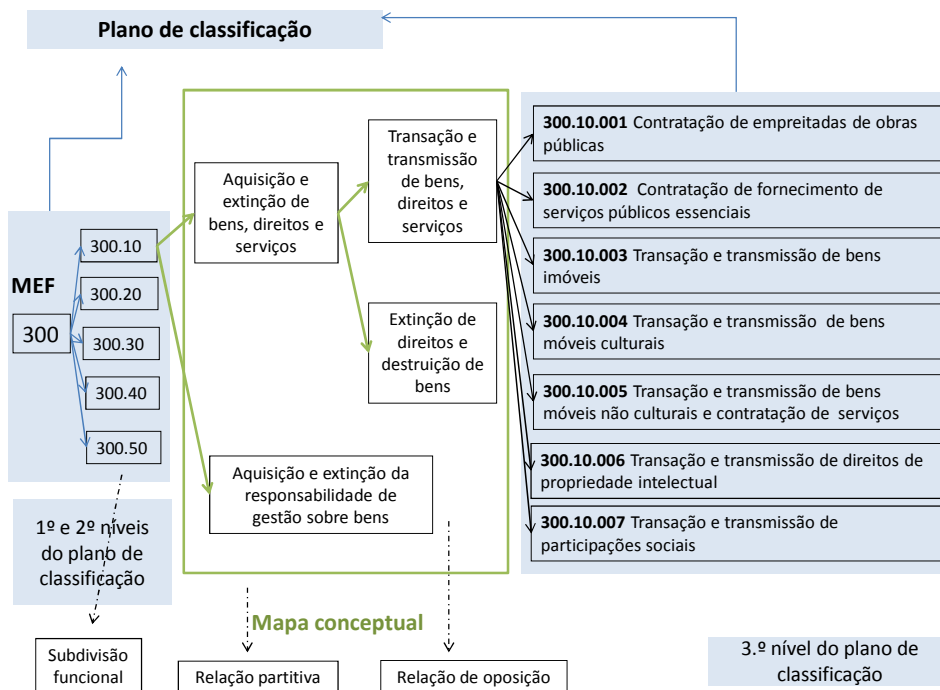 Plano de classificação
MEF
300
300.10
300.20
300.30
300.40
300.50
1º e 2º níveis
do plano de
classificação
Subdivisão
funcional
Aquisição e
extinção de
bens, direitos e
serviços
Transação e
transmissão
de bens,
direitos e
serviços
Extinção de
direitos e
destruição de
bens
Aquisição e extinção da
responsabilidade de
gestão sobre bens
Mapa conceptual
Relação partitiva
Relação de oposição
300.10.001 Contratação de empreitadas de obras
públicas
300.10.002 Contratação de fornecimento de
serviços públicos essenciais
300.10.003 Transação e transmissão de bens
imóveis
300.10.004 Transação e transmissão de bens
móveis culturais
300.10.005 Transação e transmissão de bens
móveis não culturais e contratação de serviços
300.10.006 Transação e transmissão de direitos de
propriedade intelectual
300.10.007 Transação e transmissão de
participações sociais
3.º nível do plano de
classificação